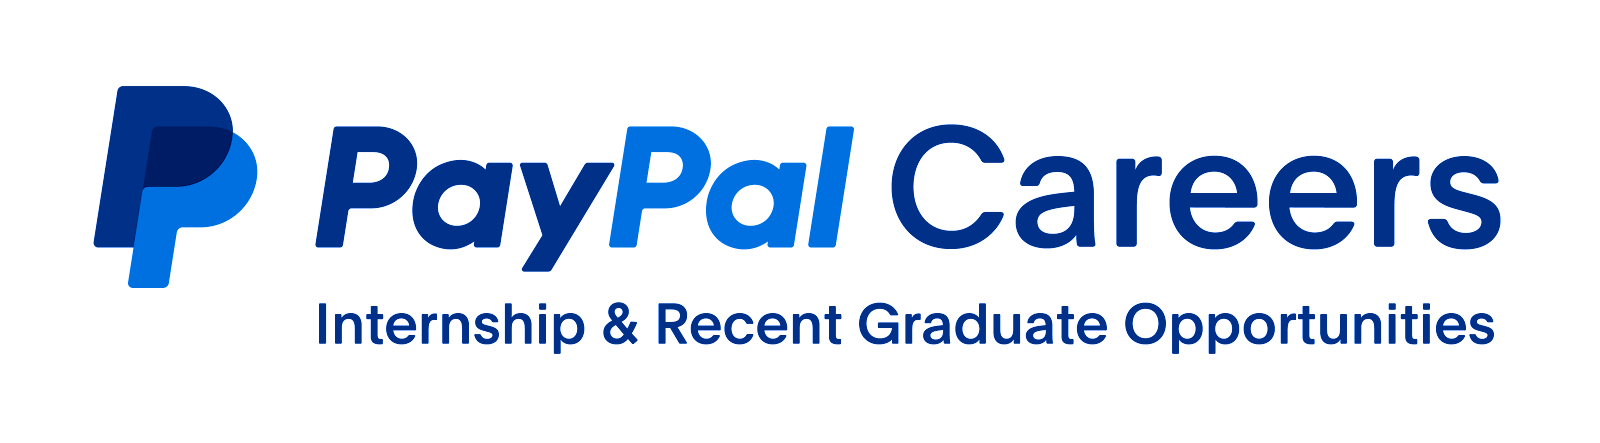 PayPal Careers
Internship & Recent Graduate Opportunities